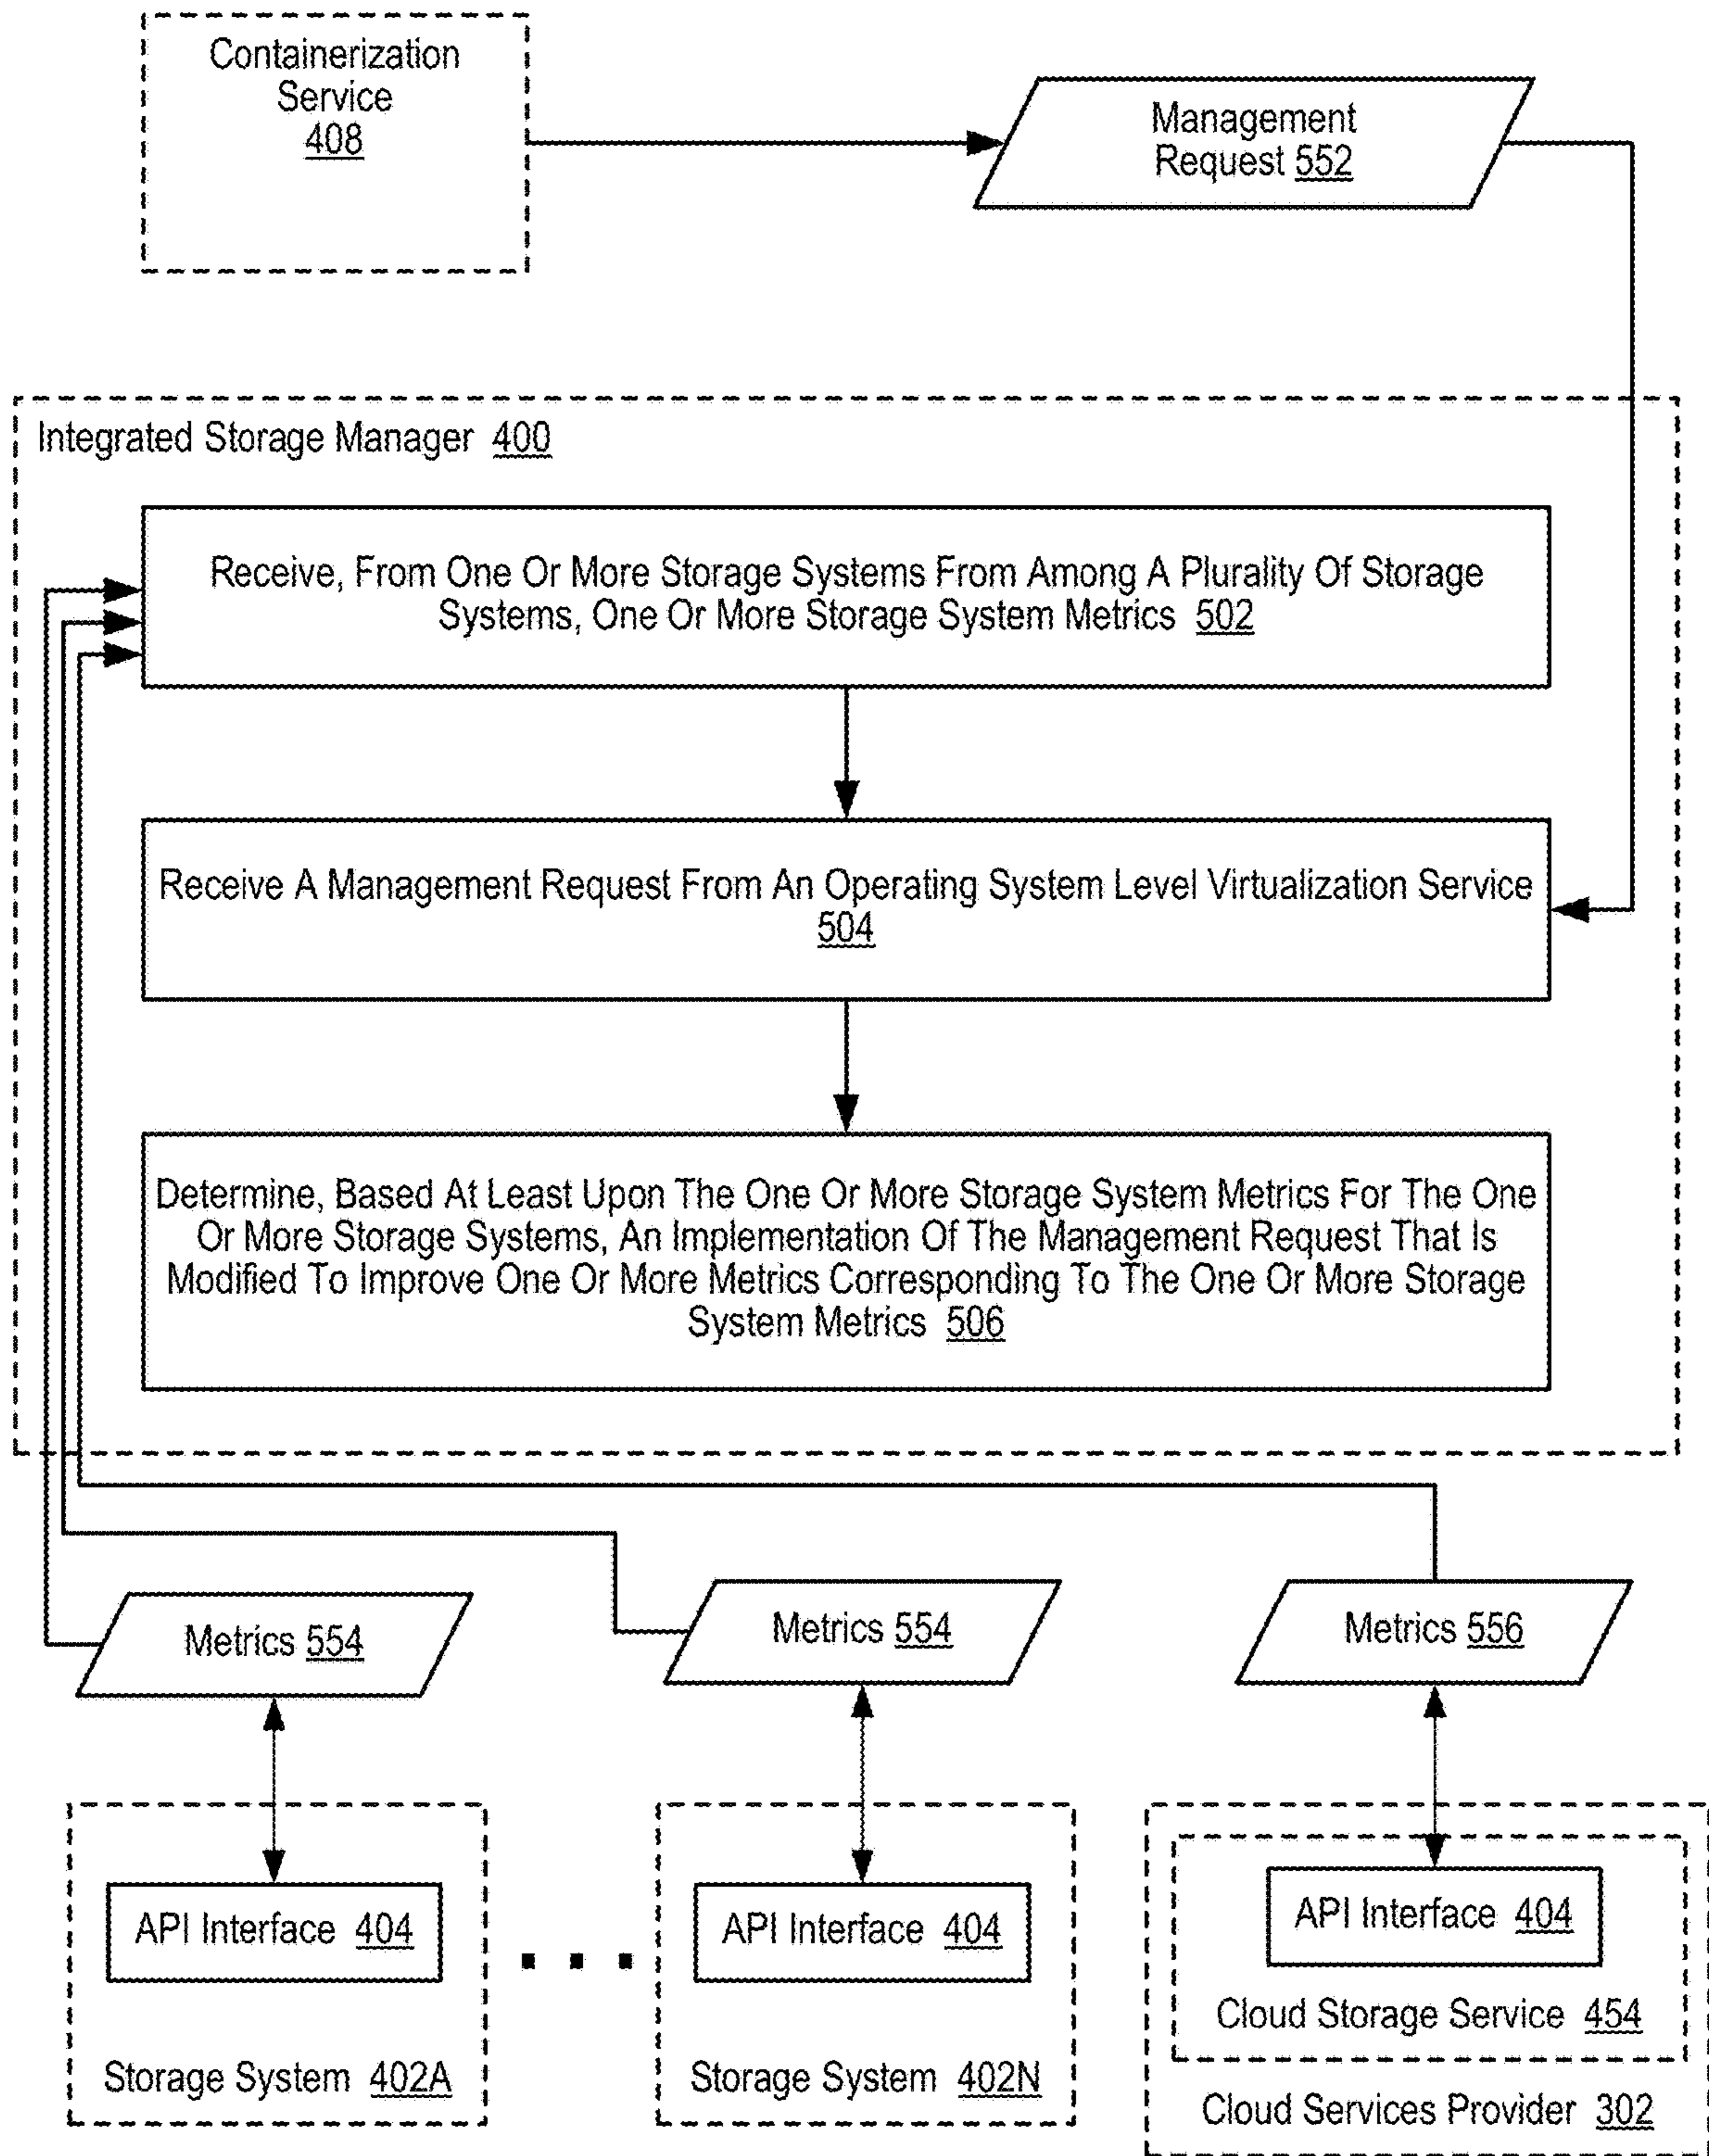 Containerization
Service
408
Management
Request 552
Integrated Storage Manager 400
Receive, From One Or More Storage Systems From Among A Plurality Of Storage
Systems, One Or More Storage System Metrics 502
Receive A Management Request From An Operating System Level Virtualization Service
504
Determine, Based At Least Upon The One Or More Storage System Metrics For The One
Or More Storage Systems, An Implementation Of The Management Request That Is
Modified To Improve One Or More Metrics Corresponding To The One Or More Storage
System Metrics 506
Metrics 554
Metrics 554
Metrics 556
API Interface 404
API Interface 404
API Interface 404
Cloud Storage Service 454
Storage System 402A
Storage System 402N
Cloud Services Provider 302